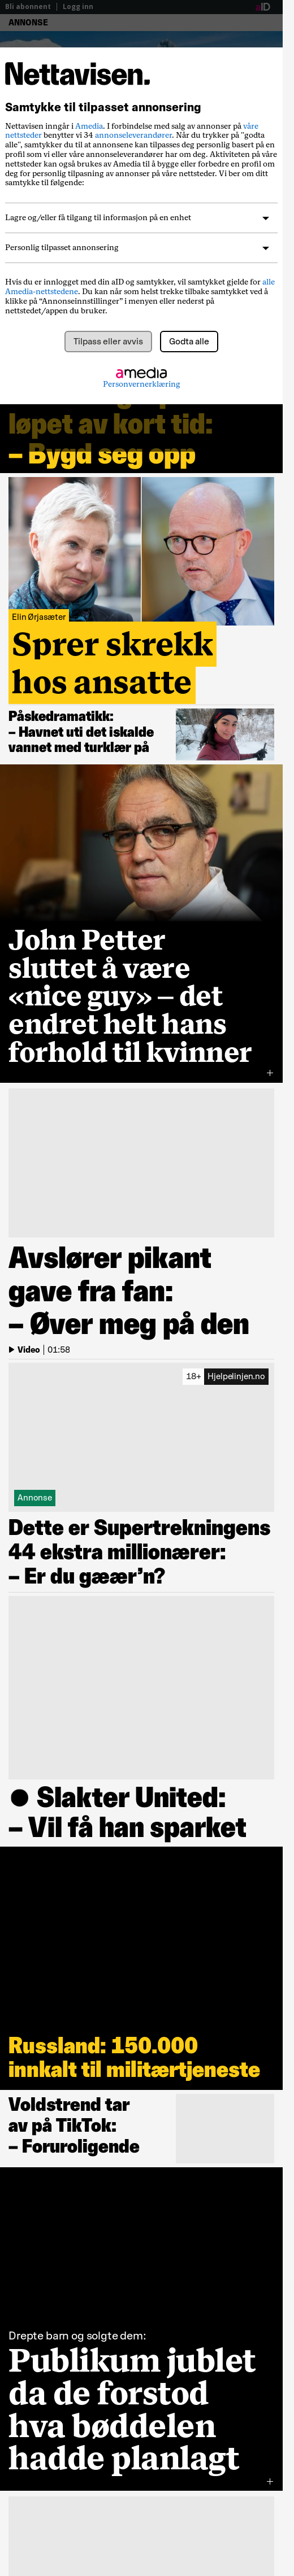 Bli abonnent | Logg inn
aID
ANNONSE
Nettavisen.
Samtykke til tilpasset annonsering
Nettavisen inngår i Amedia. I forbindelse med salg av annonser på våre
nettsteder benytter vi 34 annonseleverandører. Når du trykker på "godta
alle", samtykker du til at annonsene kan tilpasses deg personlig basert på en
profil som vi eller våre annonseleverandører har om deg. Aktiviteten på våre
nettsteder kan også brukes av Amedia til å bygge eller forbedre en profil om
deg for personlig tilpasning av annonser på våre nettsteder. Vi ber om ditt
samtykke til følgende:
Lagre og/eller få tilgang til informasjon på en enhet
Personlig tilpasset annonsering
Hvis du er innlogget med din aID og samtykker, vil samtykket gjelde for alle
Amedia-nettstedene. Du kan når som helst trekke tilbake samtykket ved å
klikke på “Annonseinnstillinger” i menyen eller nederst på
nettstedet/appen du bruker.
Tilpass eller avvis
Godta alle
amedia
Personvernerklæring
løpet av kort tid:
– Bygd seg opp
Elin Ørjasæter
Sprer skrekk
hos ansatte
Påskedramatikk:
– Havnet uti det iskalde
vannet med turklær på
John Petter
sluttet å være
«nice guy» – det
endret helt hans
forhold til kvinner
+
Avslører pikant
gave fra fan:
– Øver meg på den
Video | 01:58
18+ Hjelpelinjen.no
Annonse
Dette er Supertrekningens
44 ekstra millionærer:
– Er du gæær’n?
● Slakter United:
– Vil få han sparket
Russland: 150.000
innkalt til militærtjeneste
Voldstrend tar
av på TikTok:
– Foruroligende
Drepte barn og solgte dem:
Publikum jublet
da de forstod
hva bøddelen
hadde planlagt
+